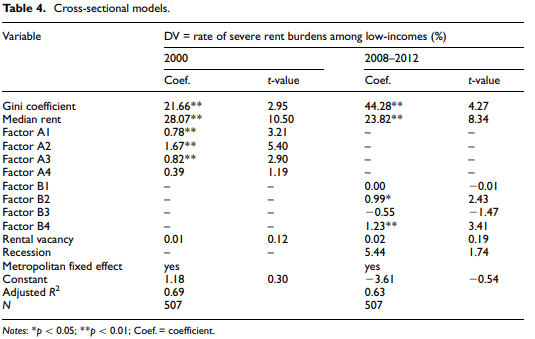 Table 4. Cross-sectional models.
Variable DV = rate of severe rent burdens among low-incomes (%)
2000 2008–2012
Coef. t-value Coef. t-value
Gini coefficient 21.66** 2.95 44.28** 4.27
Median rent 28.07** 10.50 23.82** 8.34
Factor A1 0.78** 3.21 – –
Factor A2 1.67** 5.40 – –
Factor A3 0.82** 2.90 – –
Factor A4 0.39 1.19 – –
Factor B1 – – 0.00 −0.01
Factor B2 – – 0.99* 2.43
Factor B3 – – −0.55 −1.47
Factor B4 – – 1.23** 3.41
Rental vacancy 0.01 0.12 0.02 0.19
Recession – – 5.44 1.74
Metropolitan fixed effect yes yes
Constant 1.18 0.30 −3.61 −0.54
Adjusted R² 0.69 0.63
N 507 507
Notes: *p < 0.05; **p < 0.01; Coef. = coefficient.